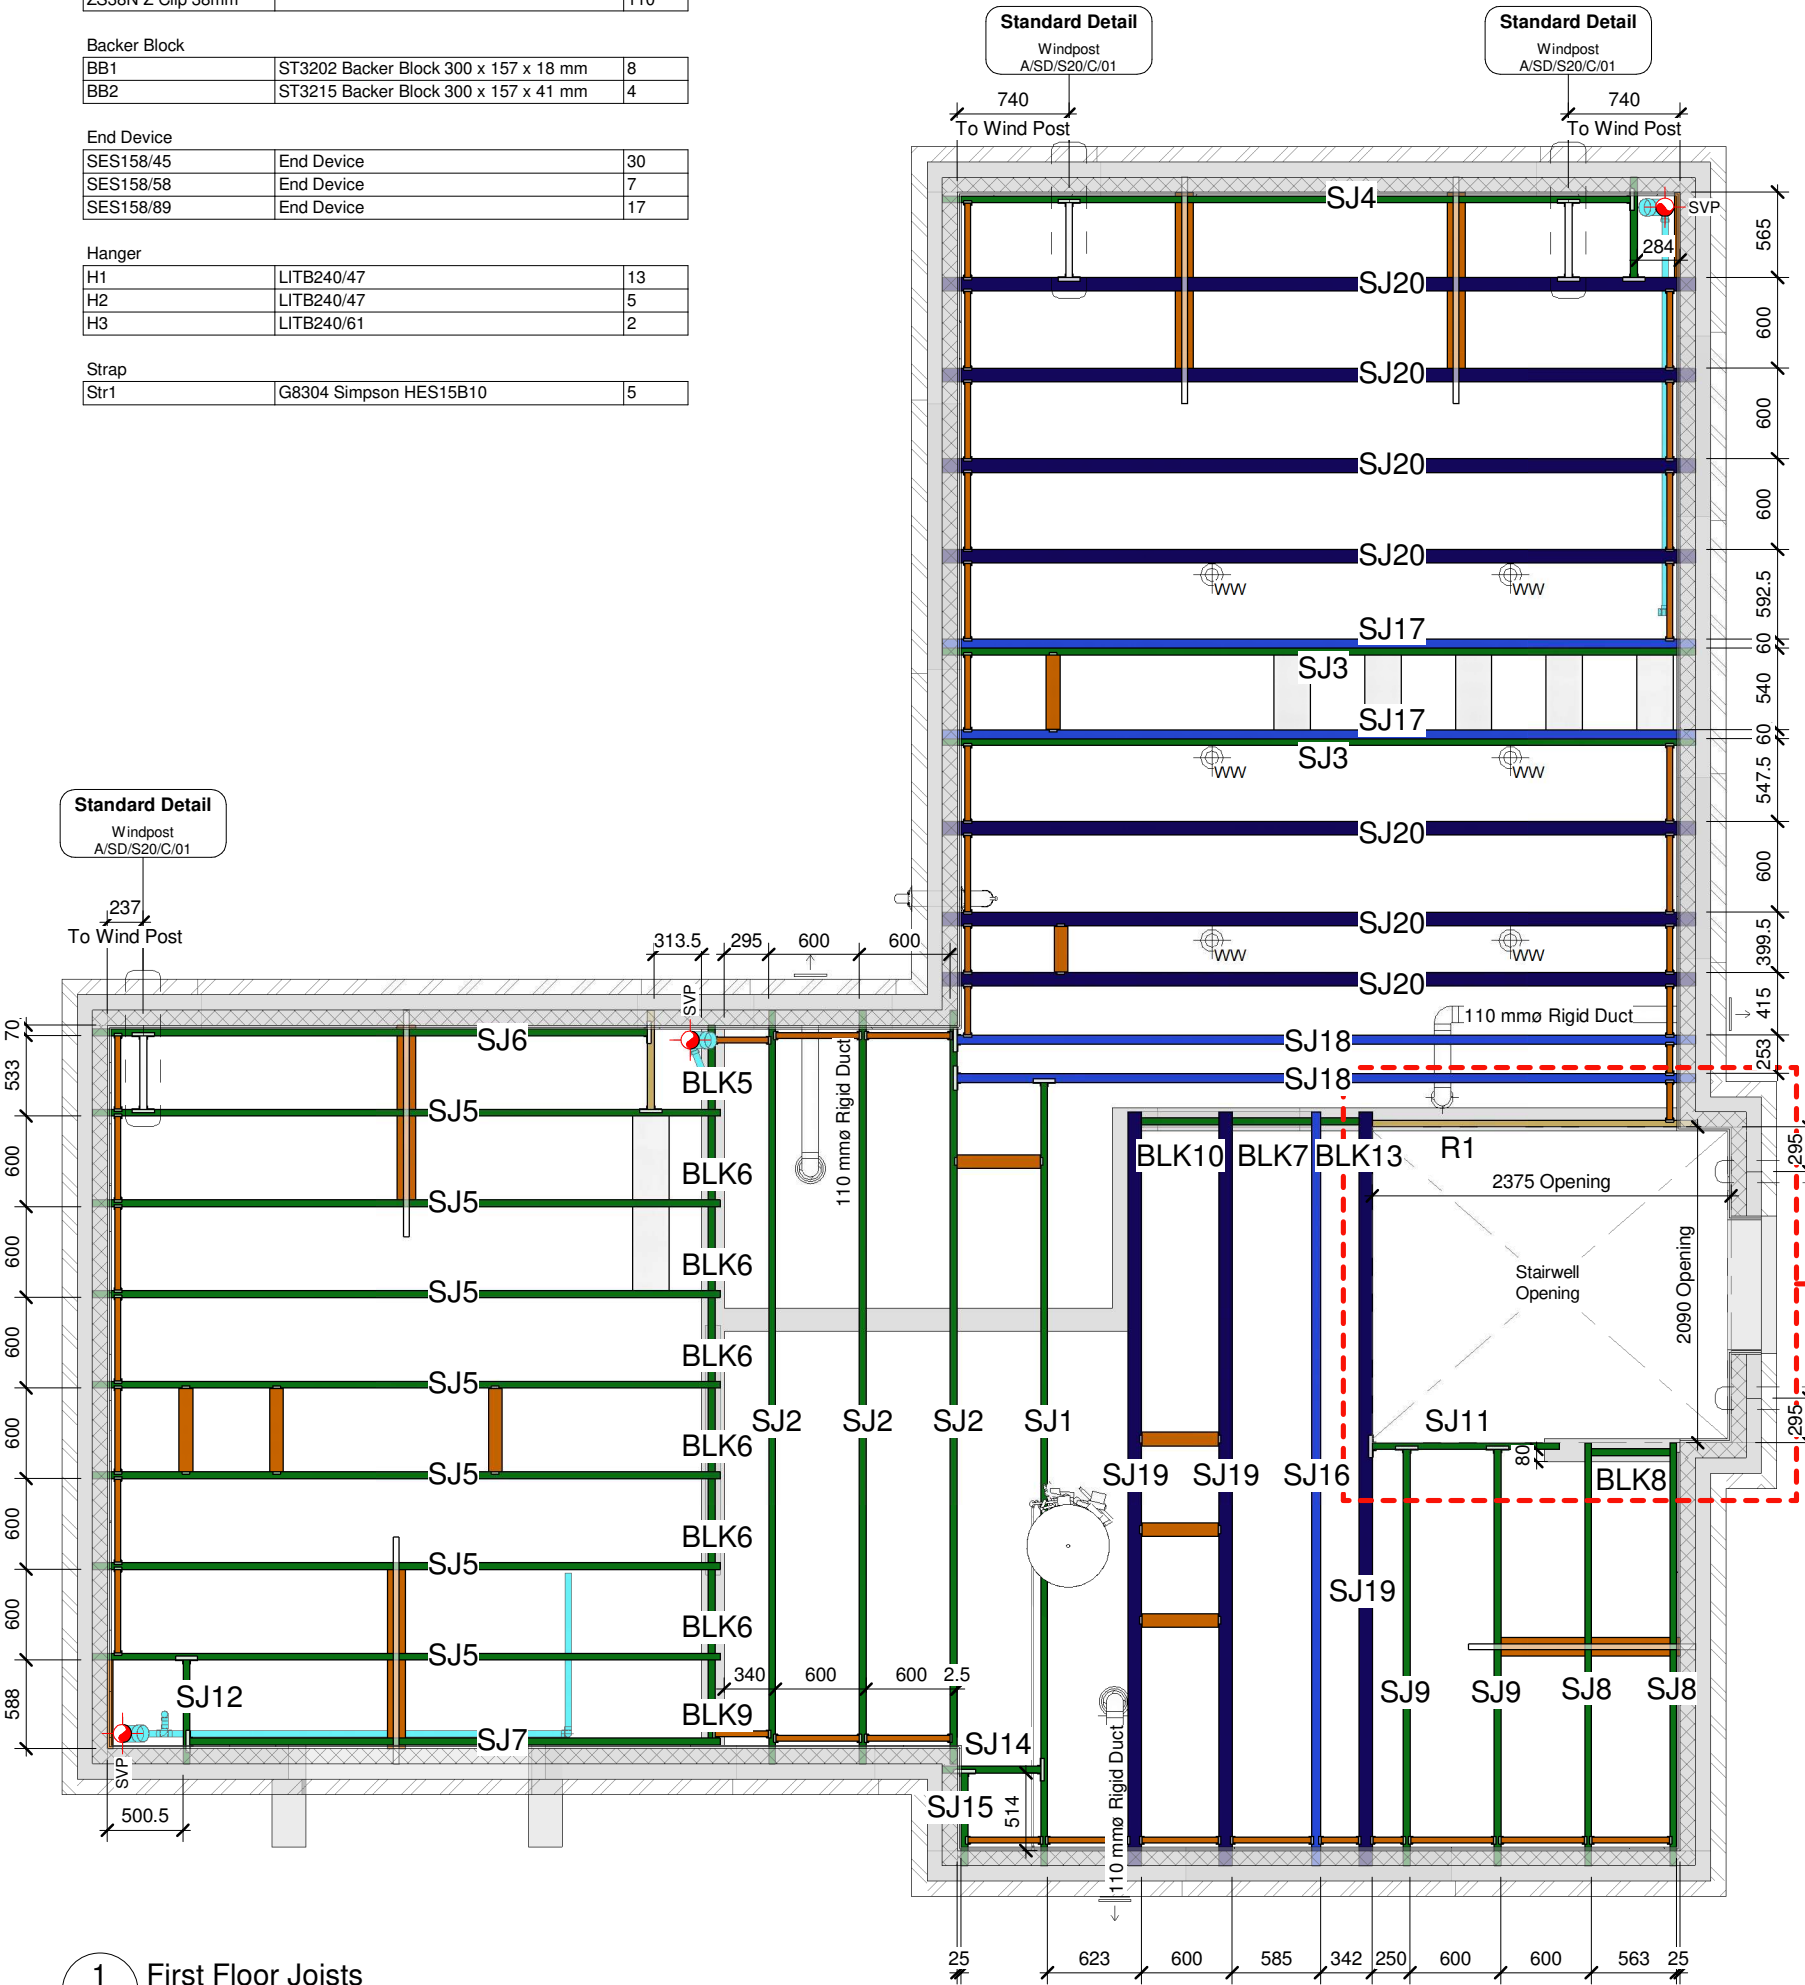 ZS38N Z Clip 38mm 110
Backer Block
BB1 ST3202 Backer Block 300 x 157 x 18 mm 8
BB2 ST3215 Backer Block 300 x 157 x 41 mm 4
End Device
SES158/45 End Device 30
SES158/58 End Device 7
SES158/89 End Device 17
Hanger
H1 LITB240/47 13
H2 LITB240/47 5
H3 LITB240/61 2
Strap
Str1 G8304 Simpson HES15B10 5
Standard Detail
Windpost
A/SD/S20/C/01
Standard Detail
Windpost
A/SD/S20/C/01
740
To Wind Post
740
To Wind Post
SJ4
SVP
284
565
SJ20
600
SJ20
600
SJ20
600
SJ20
WW
WW
592.5
SJ17
60
SJ3
540
SJ17
60
SJ3
WW
WW
547.5
SJ20
600
SJ20
399.5
WW
WW
SJ20
415
110 mmø Rigid Duct
SJ18
253
SJ18
Standard Detail
Windpost
A/SD/S20/C/01
237
To Wind Post
313.5
295
600
600
SVP
70
SJ6
533
BLK5
SJ5
110 mmø Rigid Duct
600
BLK6
SJ5
600
BLK6
SJ5
600
BLK6
SJ5
600
BLK6
SJ5
600
BLK6
SJ5
600
BLK6
SJ5
588
SJ12
BLK9
SJ7
SVP
500.5
340
600
600
2.5
SJ2
SJ2
SJ2
SJ1
BLK10
BLK7
BLK13
R1
295
2375 Opening
2090 Opening
Stairwell
Opening
295
SJ11
80
BLK8
SJ19
SJ19
SJ16
SJ19
SJ9
SJ9
SJ8
SJ8
SJ14
SJ15
514
110 mmø Rigid Duct
25
623
600
585
342
250
600
600
563
25
1
First Floor Joists